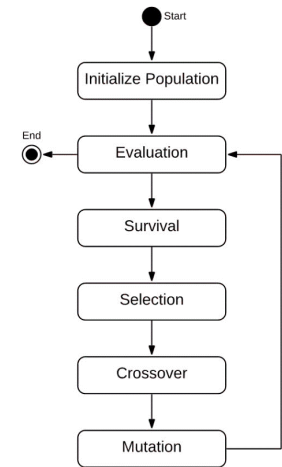 Start
Initialize Population
End
Evaluation
Survival
Selection
Crossover
Mutation